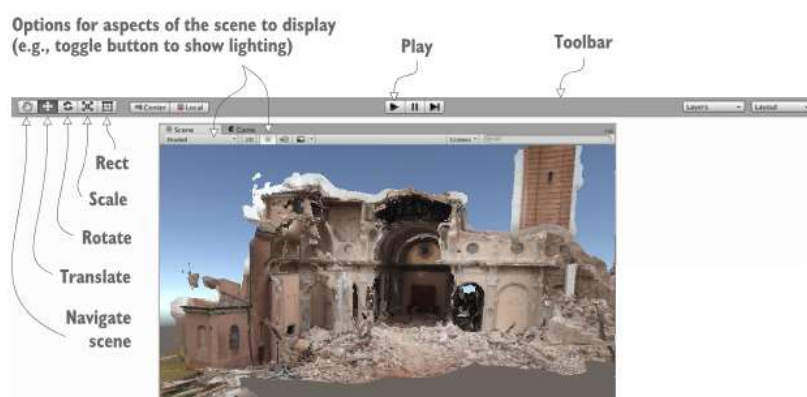 Options for aspects of the scene to display
(e.g., toggle button to show lighting)
Play
Toolbar
Center
Local
Layers
Layout
Scene
Game
Shaded
2D
Gizmos
Rect
Scale
Rotate
Translate
Navigate
scene